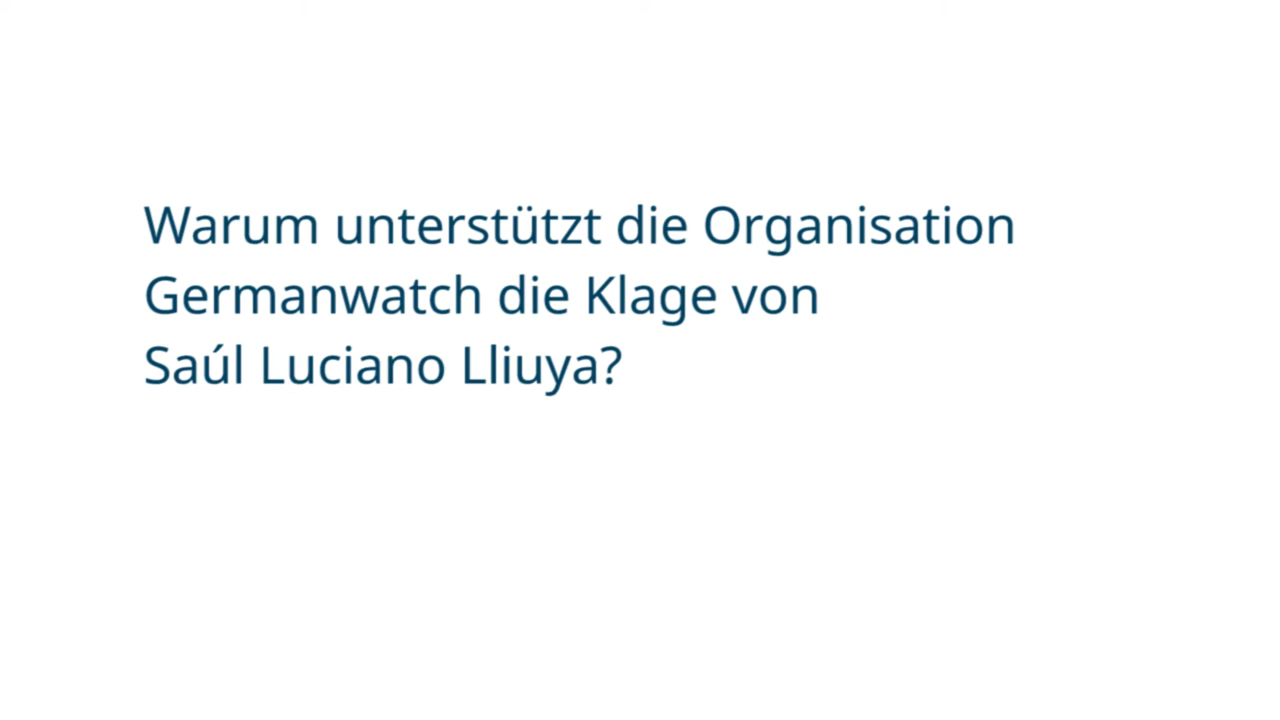 Warum unterstützt die Organisation
Germanwatch die Klage von
Saúl Luciano Lliuya?